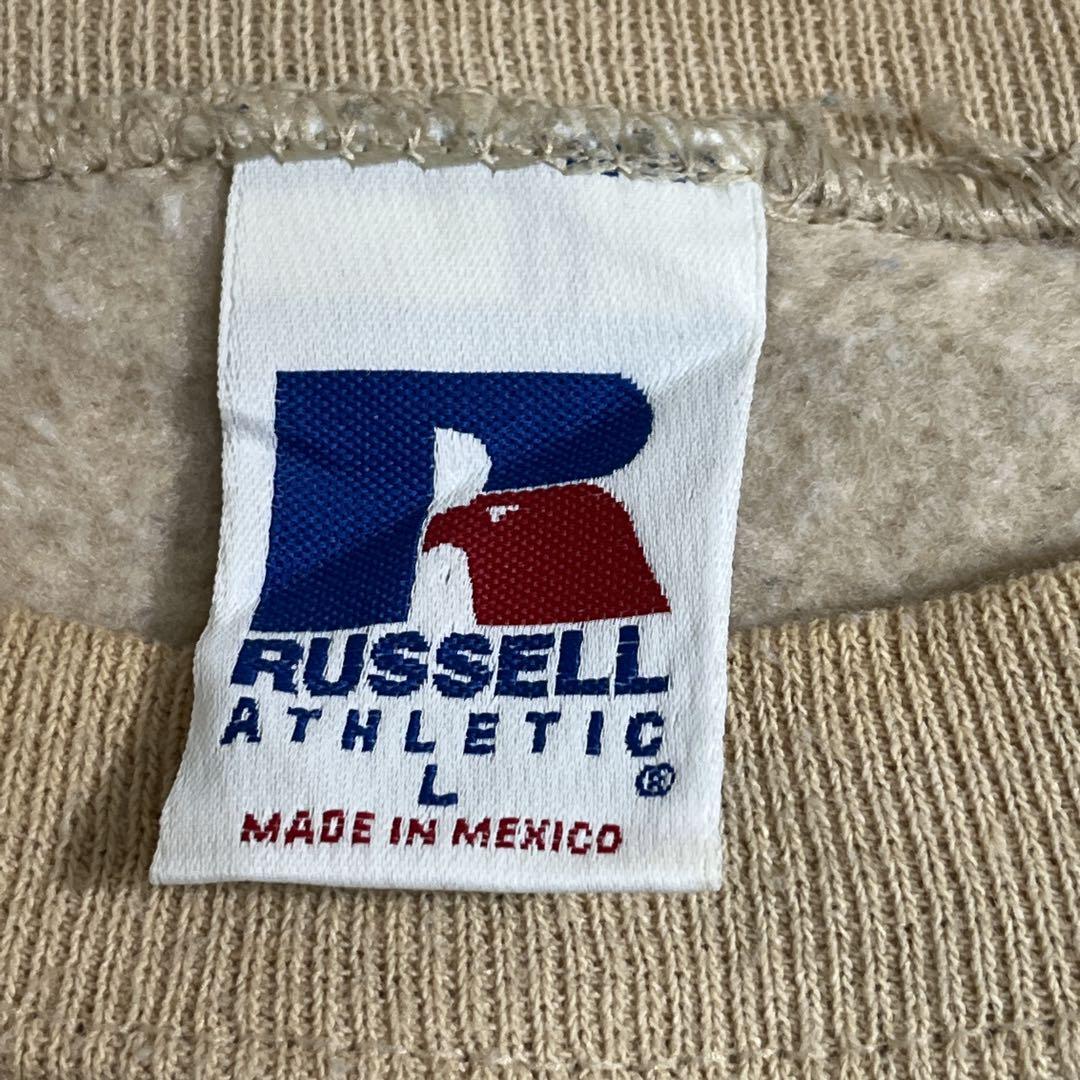 R
RUSSELL
ATHLETIC
L ®
MADE IN MEXICO